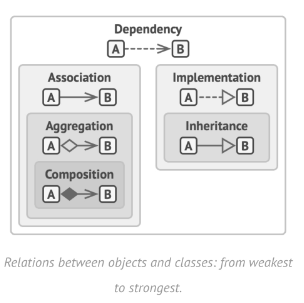 Dependency
A B
Association
A B
Aggregation
A B
Composition
A B
Implementation
A B
Inheritance
A B
Relations between objects and classes: from weakest
to strongest.